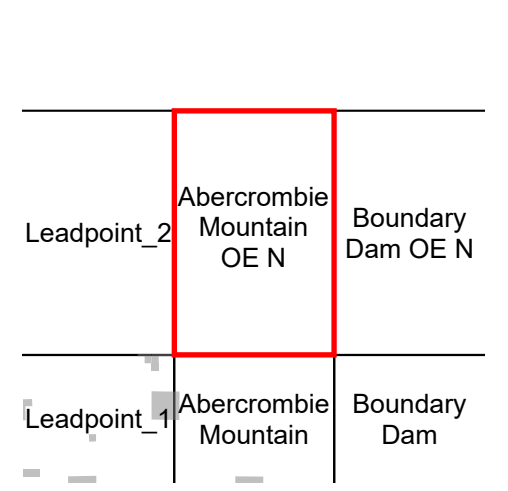 Leadpoint_2
Abercrombie
Mountain
OE N
Boundary
Dam OE N
Leadpoint_1
Abercrombie
Mountain
Boundary
Dam